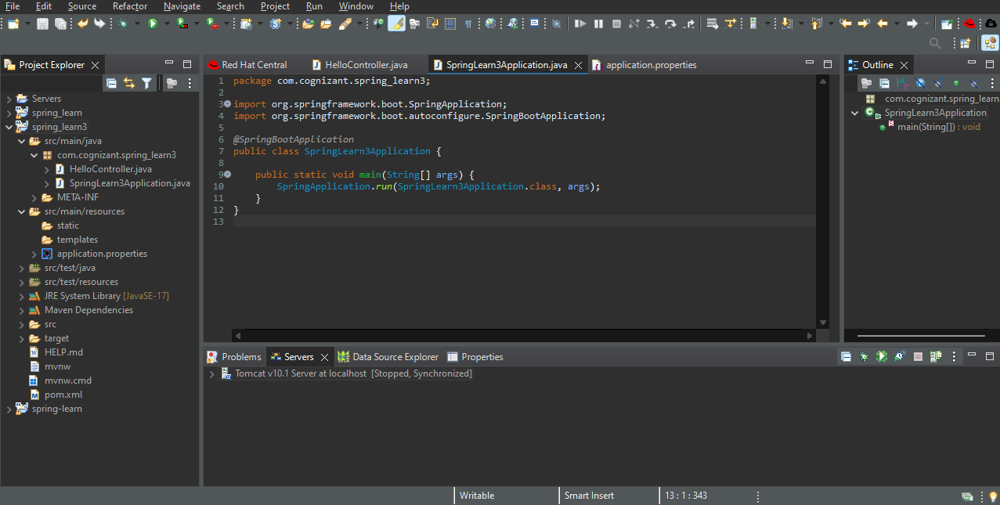 File Edit Source Refactor Navigate Search Project Run Window Help
Project Explorer
Servers
spring_learn
spring_learn3
src/main/java
com.cognizant.spring_learn3
HelloController.java
SpringLearn3Application.java
META-INF
src/main/resources
static
templates
application.properties
src/test/java
src/test/resources
JRE System Library [JavaSE-17]
Maven Dependencies
src
target
HELP.md
mvnw
mvnw.cmd
pom.xml
spring-learn
Red Hat Central HelloController.java SpringLearn3Application.java application.properties
1 package com.cognizant.spring_learn3;
2
3 import org.springframework.boot.SpringApplication;
4 import org.springframework.boot.autoconfigure.SpringBootApplication;
5
6 @SpringBootApplication
7 public class SpringLearn3Application {
8
9 public static void main(String[] args) {
10 SpringApplication.run(SpringLearn3Application.class, args);
11 }
12 }
13
Outline
com.cognizant.spring_learn
SpringLearn3Application
main(String[]) : void
Problems Servers Data Source Explorer Properties
Tomcat v10.1 Server at localhost [Stopped, Synchronized]
Writable Smart Insert 13 : 1 : 343